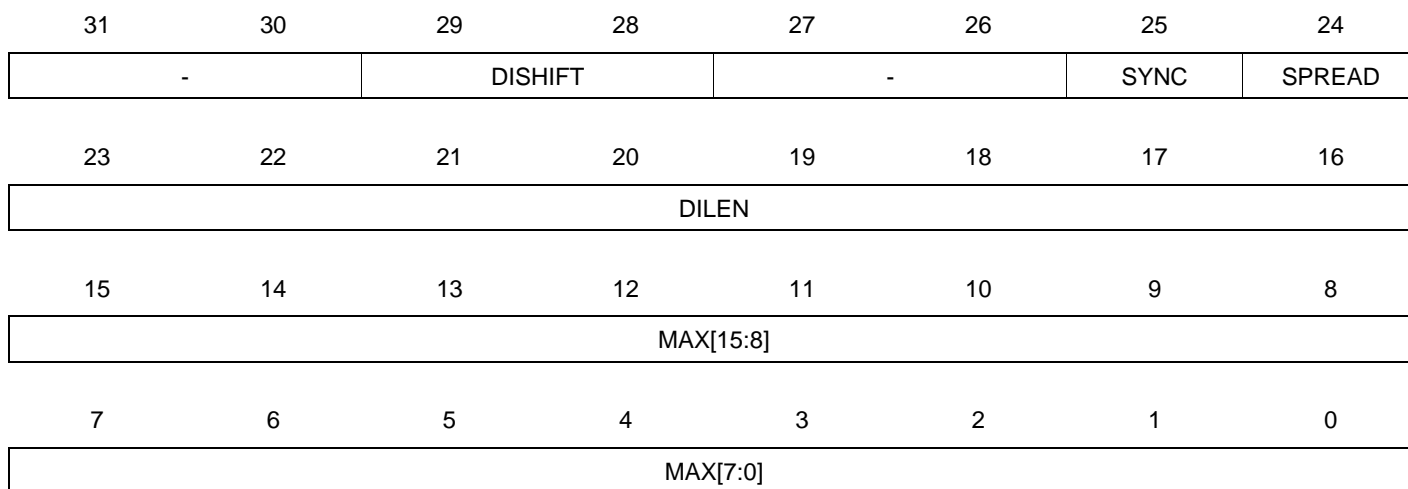 31 30 29 28 27 26 25 24
- DISHIFT - SYNC SPREAD
23 22 21 20 19 18 17 16
DILEN
15 14 13 12 11 10 9 8
MAX[15:8]
7 6 5 4 3 2 1 0
MAX[7:0]